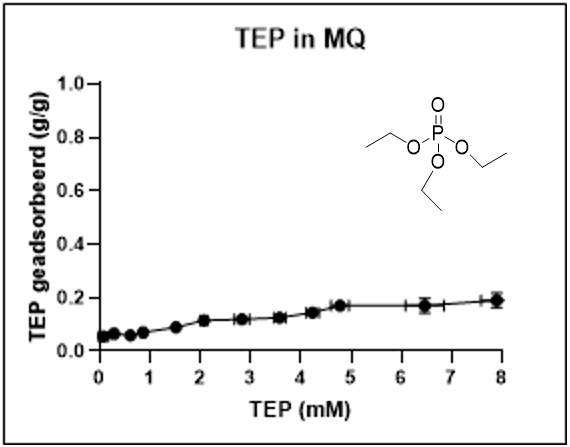 TEP in MQ
TEP geadsorbeerd (g/g)
1.0
0.8
0.6
0.4
0.2
0.0
0 1 2 3 4 5 6 7 8
TEP (mM)
O
P
O O
O